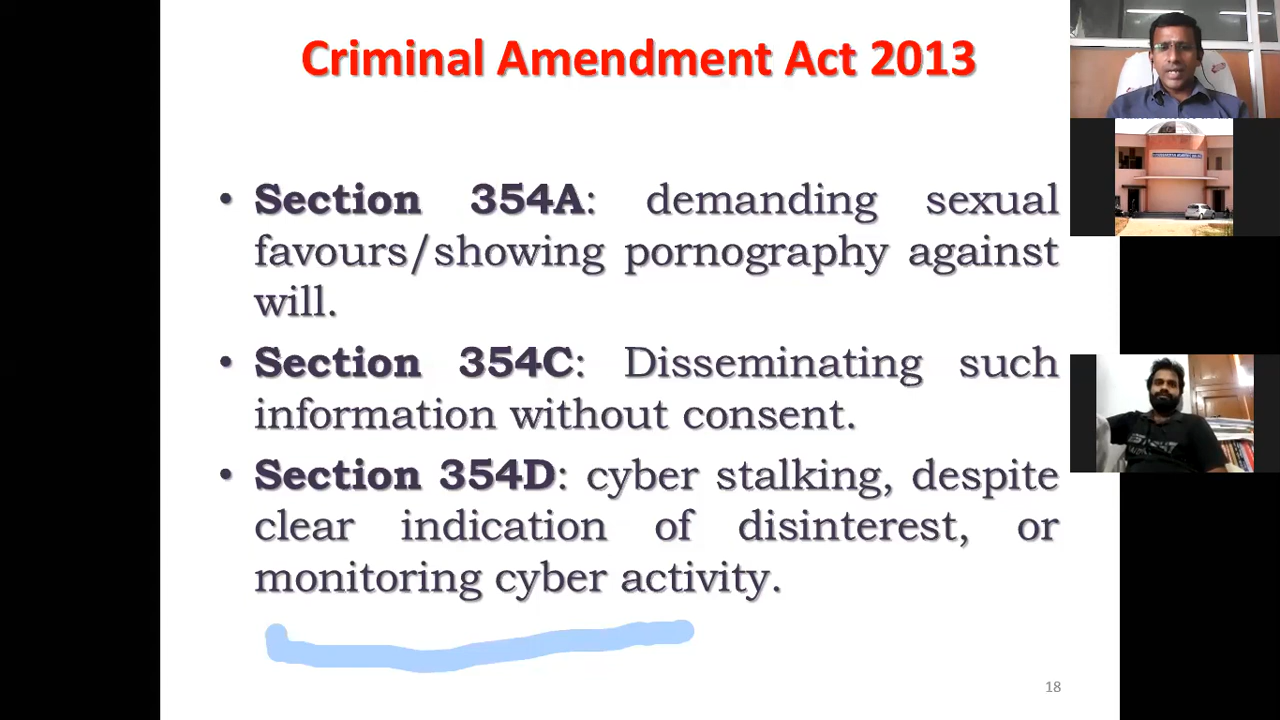 Criminal Amendment Act 2013
• Section 354A: demanding sexual
favours/showing pornography against
will.
• Section 354C: Disseminating such
information without consent.
• Section 354D: cyber stalking, despite
clear indication of disinterest, or
monitoring cyber activity.
18